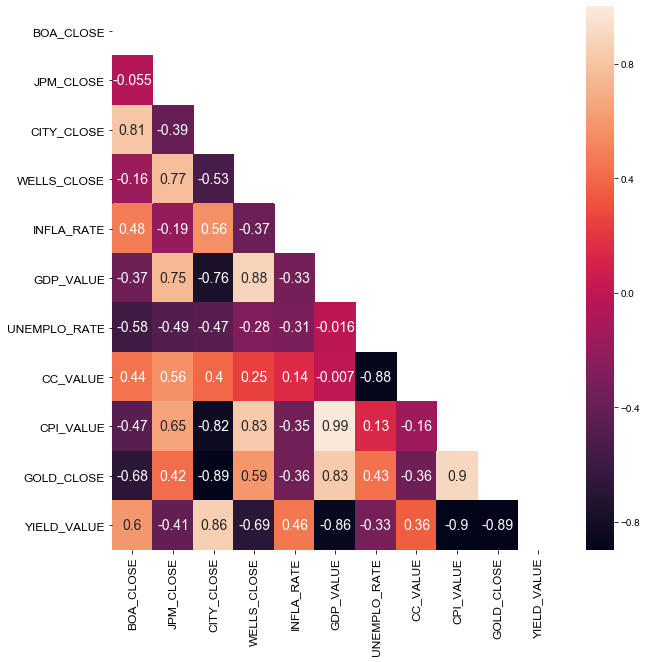 BOA_CLOSE
JPM_CLOSE -0.055
CITY_CLOSE 0.81 -0.39
WELLS_CLOSE -0.16 0.77 -0.53
INFLA_RATE 0.48 -0.19 0.56 -0.37
GDP_VALUE -0.37 0.75 -0.76 0.88 -0.33
UNEMPLO_RATE -0.58 -0.49 -0.47 -0.28 -0.31 -0.016
CC_VALUE 0.44 0.56 0.4 0.25 0.14 -0.007 -0.88
CPI_VALUE -0.47 0.65 -0.82 0.83 -0.35 0.99 0.13 -0.16
GOLD_CLOSE -0.68 0.42 -0.89 0.59 -0.36 0.83 0.43 -0.36 0.9
YIELD_VALUE 0.6 -0.41 0.86 -0.69 0.46 -0.86 -0.33 0.36 -0.9 -0.89
BOA_CLOSE
JPM_CLOSE
CITY_CLOSE
WELLS_CLOSE
INFLA_RATE
GDP_VALUE
UNEMPLO_RATE
CC_VALUE
CPI_VALUE
GOLD_CLOSE
YIELD_VALUE
0.8
0.4
0.0
−0.4
−0.8